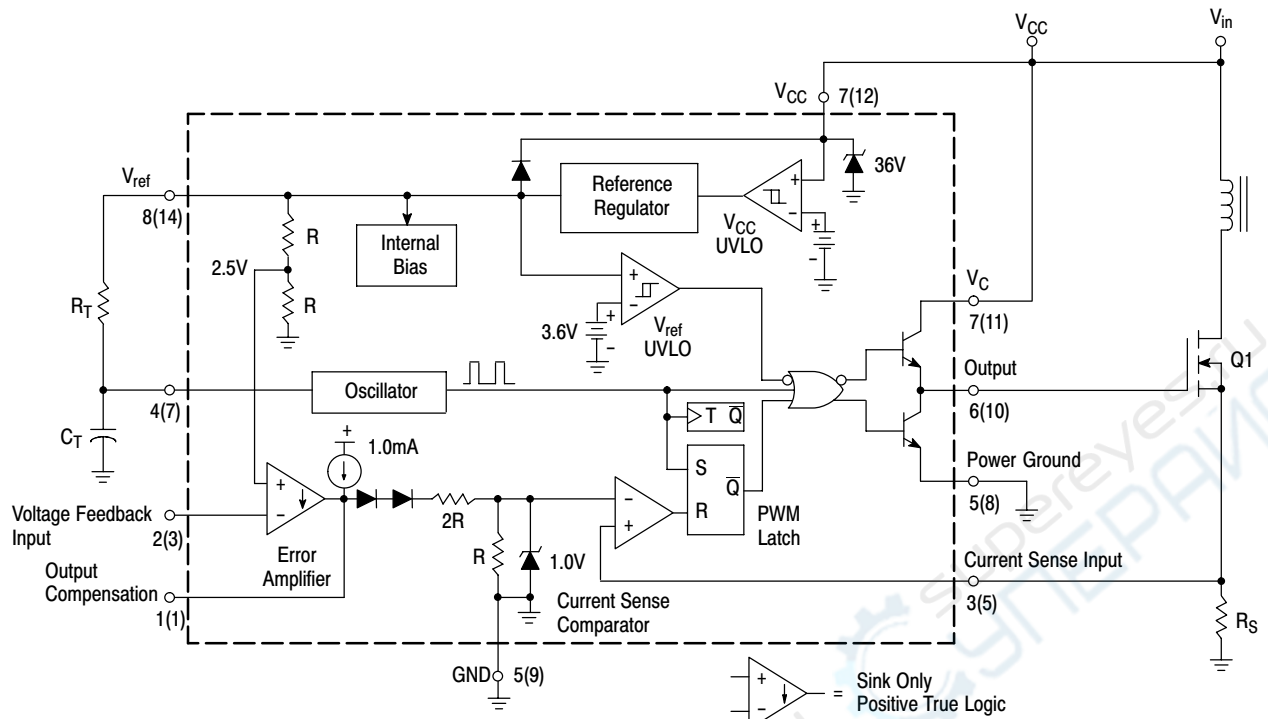 VCC
Vin
VCC 7(12)
36V
Vref
8(14)
Reference
Regulator
+
−
VCC
UVLO
+
−
R
Internal
Bias
2.5V
R
RT
+
−
3.6V
+
−
Vref
UVLO
VC
7(11)
Q1
Output
6(10)
Oscillator
4(7)
T Q
CT
+
1.0mA
S
Q
R
Power Ground
5(8)
+
−
Voltage Feedback
Input
2(3)
Error
Amplifier
2R
R
1.0V
−
+
PWM
Latch
Output
Compensation
1(1)
Current Sense
Comparator
Current Sense Input
3(5)
RS
GND 5(9)
+
−
= Sink Only
Positive True Logic
supereyes.ru
СУПЕРАЙС